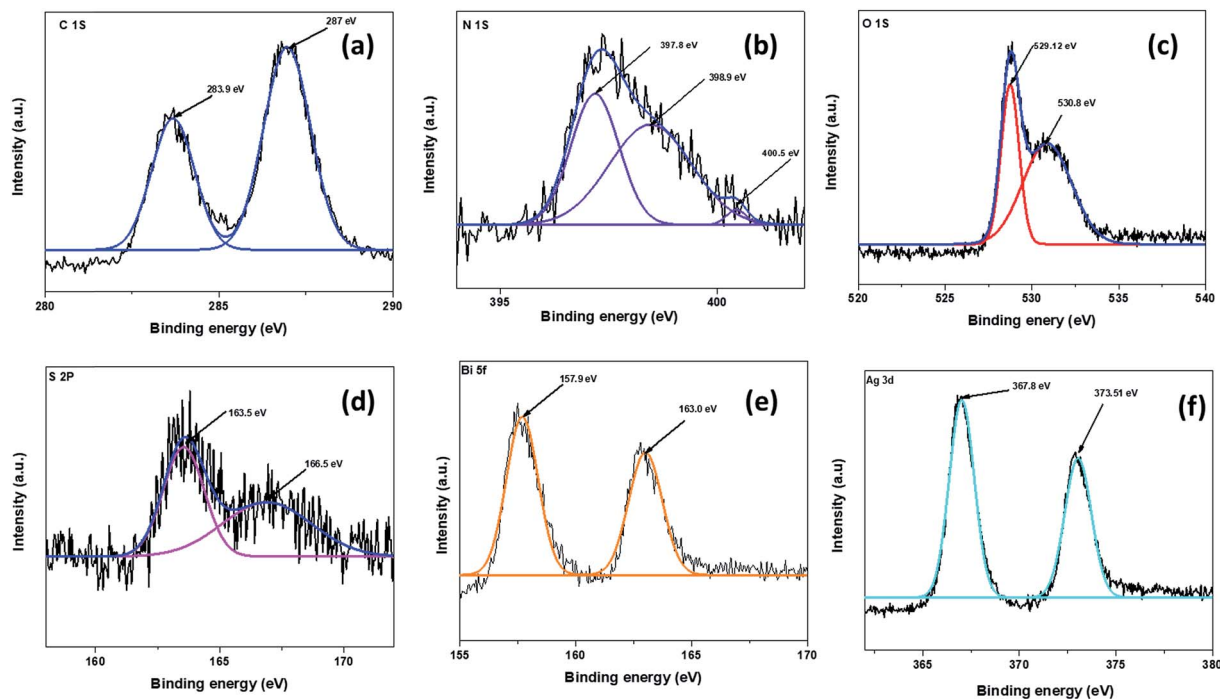 C 1S
(a)
287 eV
283.9 eV
Intensity (a.u.)
280 285 290
Binding energy (eV)
N 1S
(b)
397.8 eV
398.9 eV
400.5 eV
Intensity (a.u.)
395 400
Binding energy (eV)
O 1S
(c)
529.12 eV
530.8 eV
Intensity (a.u.)
520 525 530 535 540
Binding enery (eV)
S 2P
(d)
163.5 eV
166.5 eV
Intensity (a.u.)
160 165 170
Binding energy (eV)
Bi 5f
(e)
157.9 eV
163.0 eV
Intensity (a.u.)
155 160 165 170
Binding energy (eV)
Ag 3d
(f)
367.8 eV
373.51 eV
Intensity (a.u)
365 370 375 380
Binding energy (eV)